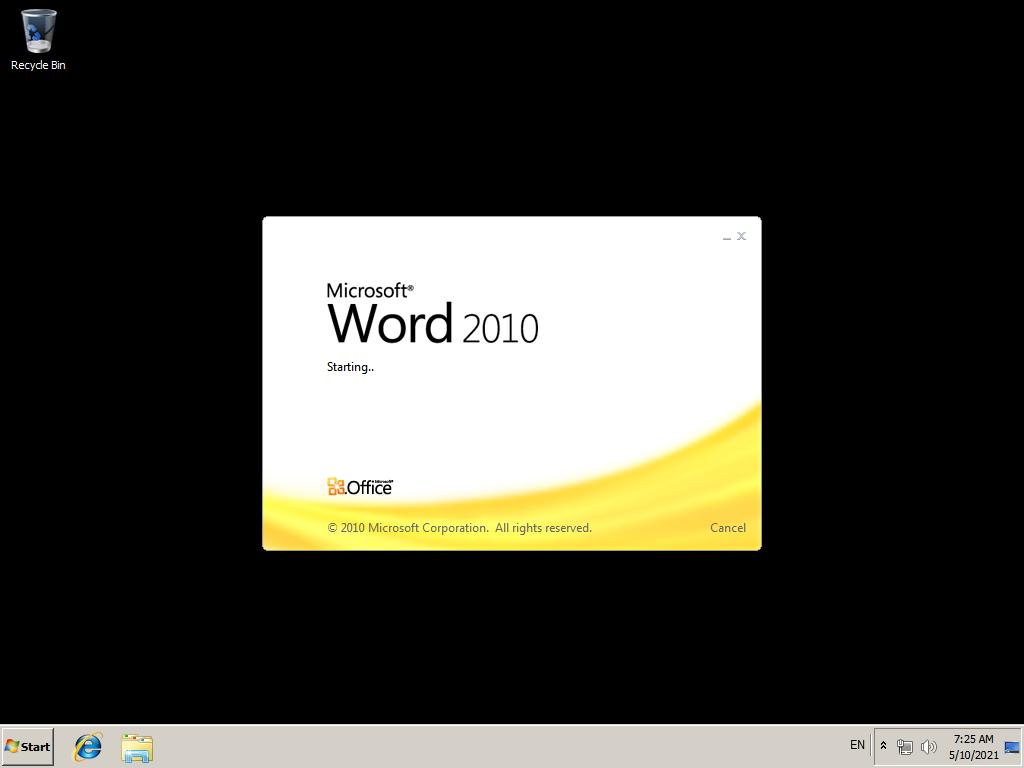 Recycle Bin
Microsoft®
Word 2010
Starting..
Office
© 2010 Microsoft Corporation.  All rights reserved.
Cancel
Start
EN
7:25 AM
5/10/2021